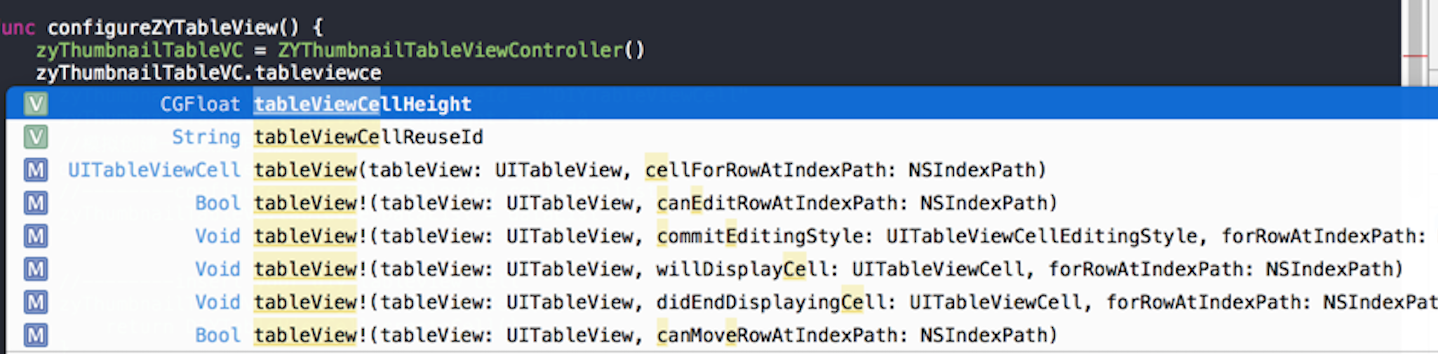 unc configureZYTableView() {
zyThumbnailTableVC = ZYThumbnailTableViewController()
zyThumbnailTableVC.tableviewce
V CGFloat tableViewCellHeight
V String tableViewCellReuseId
M UITableViewCell tableView(tableView: UITableView, cellForRowAtIndexPath: NSIndexPath)
M Bool tableView!(tableView: UITableView, canEditRowAtIndexPath: NSIndexPath)
M Void tableView!(tableView: UITableView, commitEditingStyle: UITableViewCellEditingStyle, forRowAtIndexPath:
M Void tableView!(tableView: UITableView, willDisplayCell: UITableViewCell, forRowAtIndexPath: NSIndexPath)
M Void tableView!(tableView: UITableView, didEndDisplayingCell: UITableViewCell, forRowAtIndexPath: NSIndexPat
M Bool tableView!(tableView: UITableView, canMoveRowAtIndexPath: NSIndexPath)